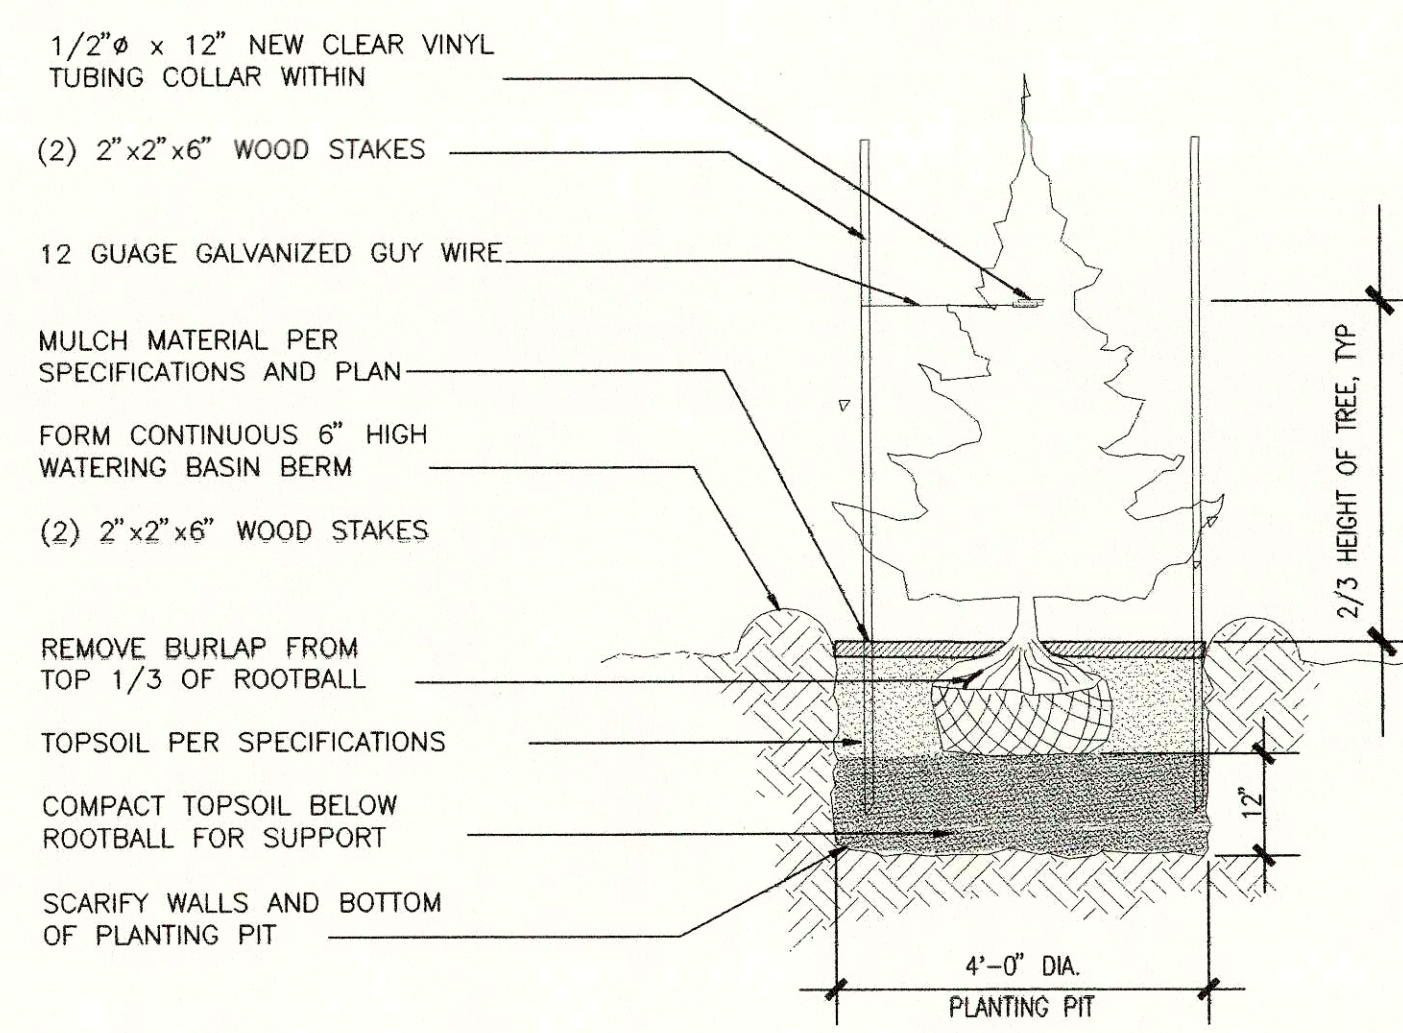 1/2"ø x 12" NEW CLEAR VINYL
TUBING COLLAR WITHIN
(2) 2"x2"x6" WOOD STAKES
12 GUAGE GALVANIZED GUY WIRE
MULCH MATERIAL PER
SPECIFICATIONS AND PLAN
FORM CONTINUOUS 6" HIGH
WATERING BASIN BERM
(2) 2"x2"x6" WOOD STAKES
REMOVE BURLAP FROM
TOP 1/3 OF ROOTBALL
TOPSOIL PER SPECIFICATIONS
COMPACT TOPSOIL BELOW
ROOTBALL FOR SUPPORT
SCARIFY WALLS AND BOTTOM
OF PLANTING PIT
2/3 HEIGHT OF TREE, TYP
12"
4'-0" DIA.
PLANTING PIT